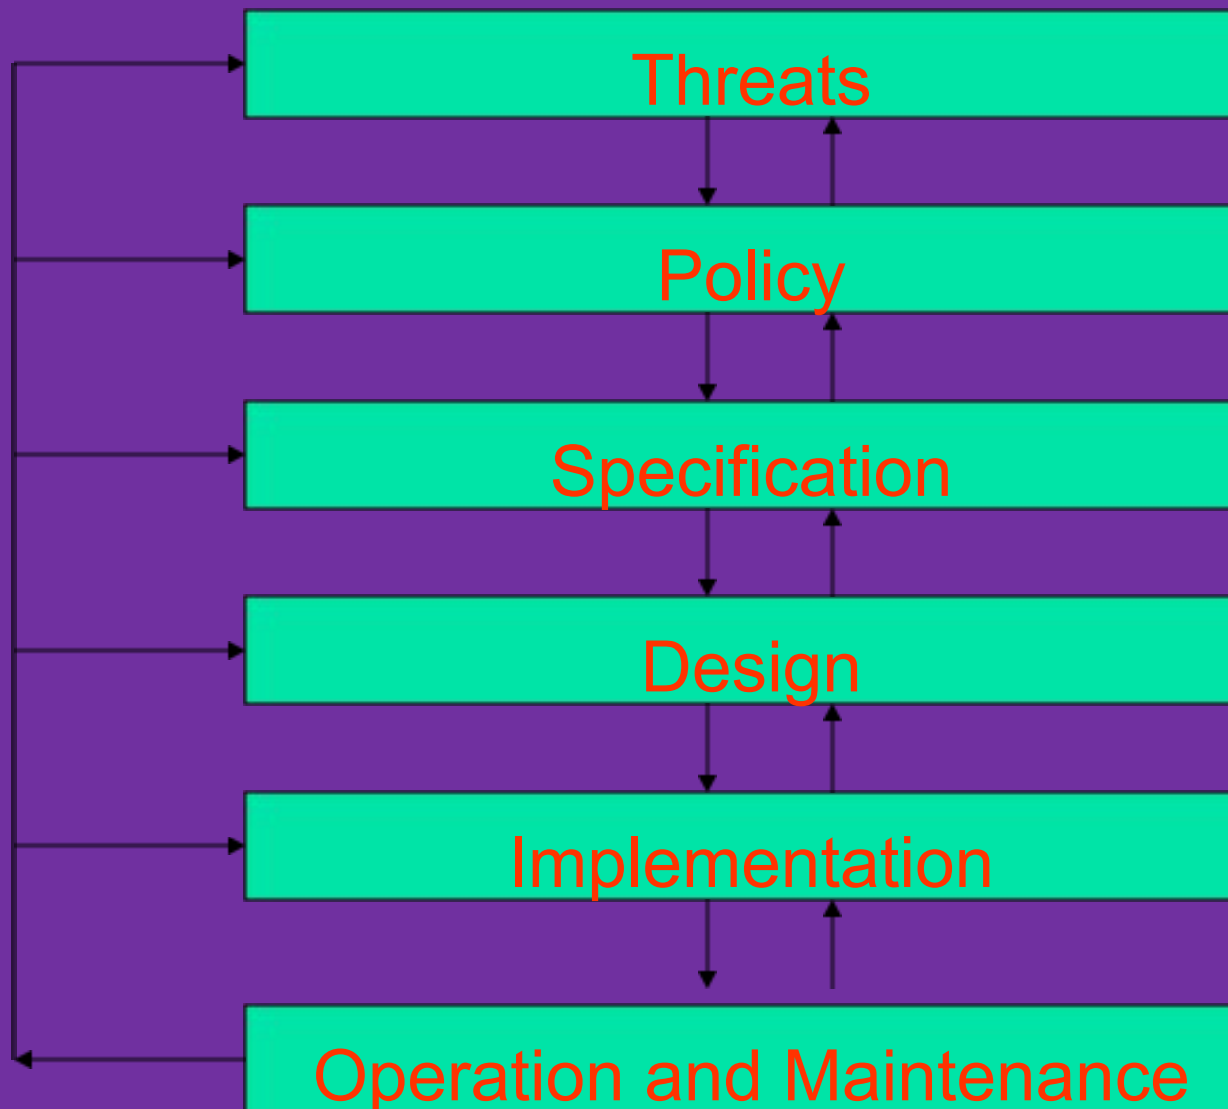 Threats
Policy
Specification
Design
Implementation
Operation and Maintenance